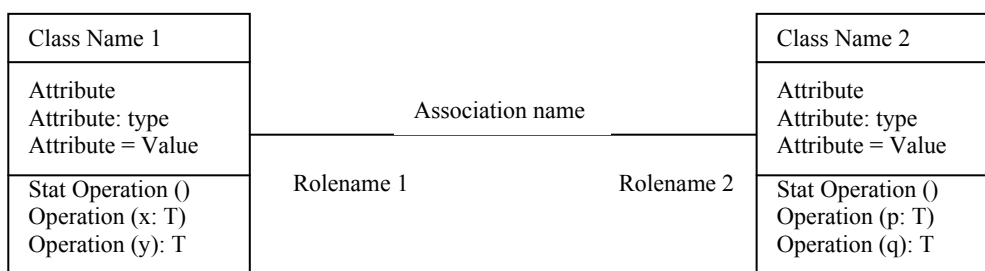 Class Name 1
Attribute
Attribute: type
Attribute = Value
Stat Operation ()
Operation (x: T)
Operation (y): T
Association name
Rolename 1
Rolename 2
Class Name 2
Attribute
Attribute: type
Attribute = Value
Stat Operation ()
Operation (p: T)
Operation (q): T